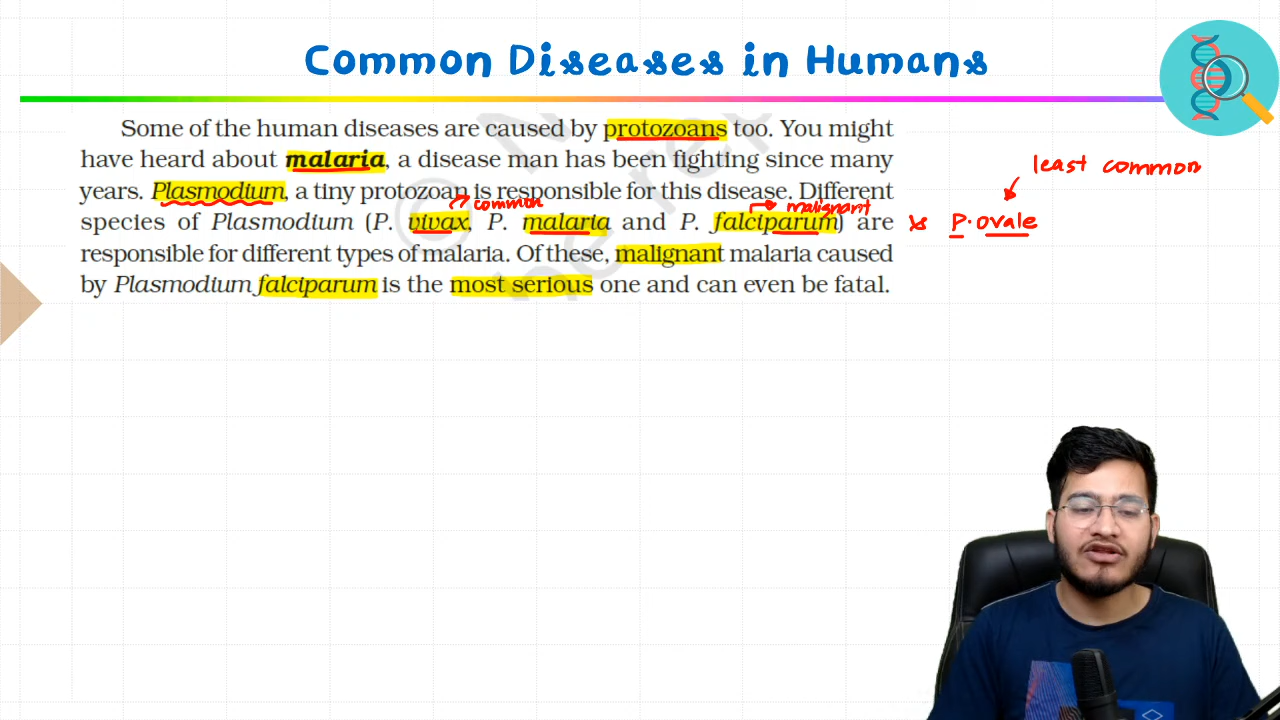 Common Diseases in Humans
Some of the human diseases are caused by protozoans too. You might
have heard about malaria, a disease man has been fighting since many
least common
years. Plasmodium, a tiny protozoan is responsible for this disease. Different
common
malignant
species of Plasmodium (P. vivax, P. malaria and P. falciparum) are
& P. ovale
responsible for different types of malaria. Of these, malignant malaria caused
by Plasmodium falciparum is the most serious one and can even be fatal.